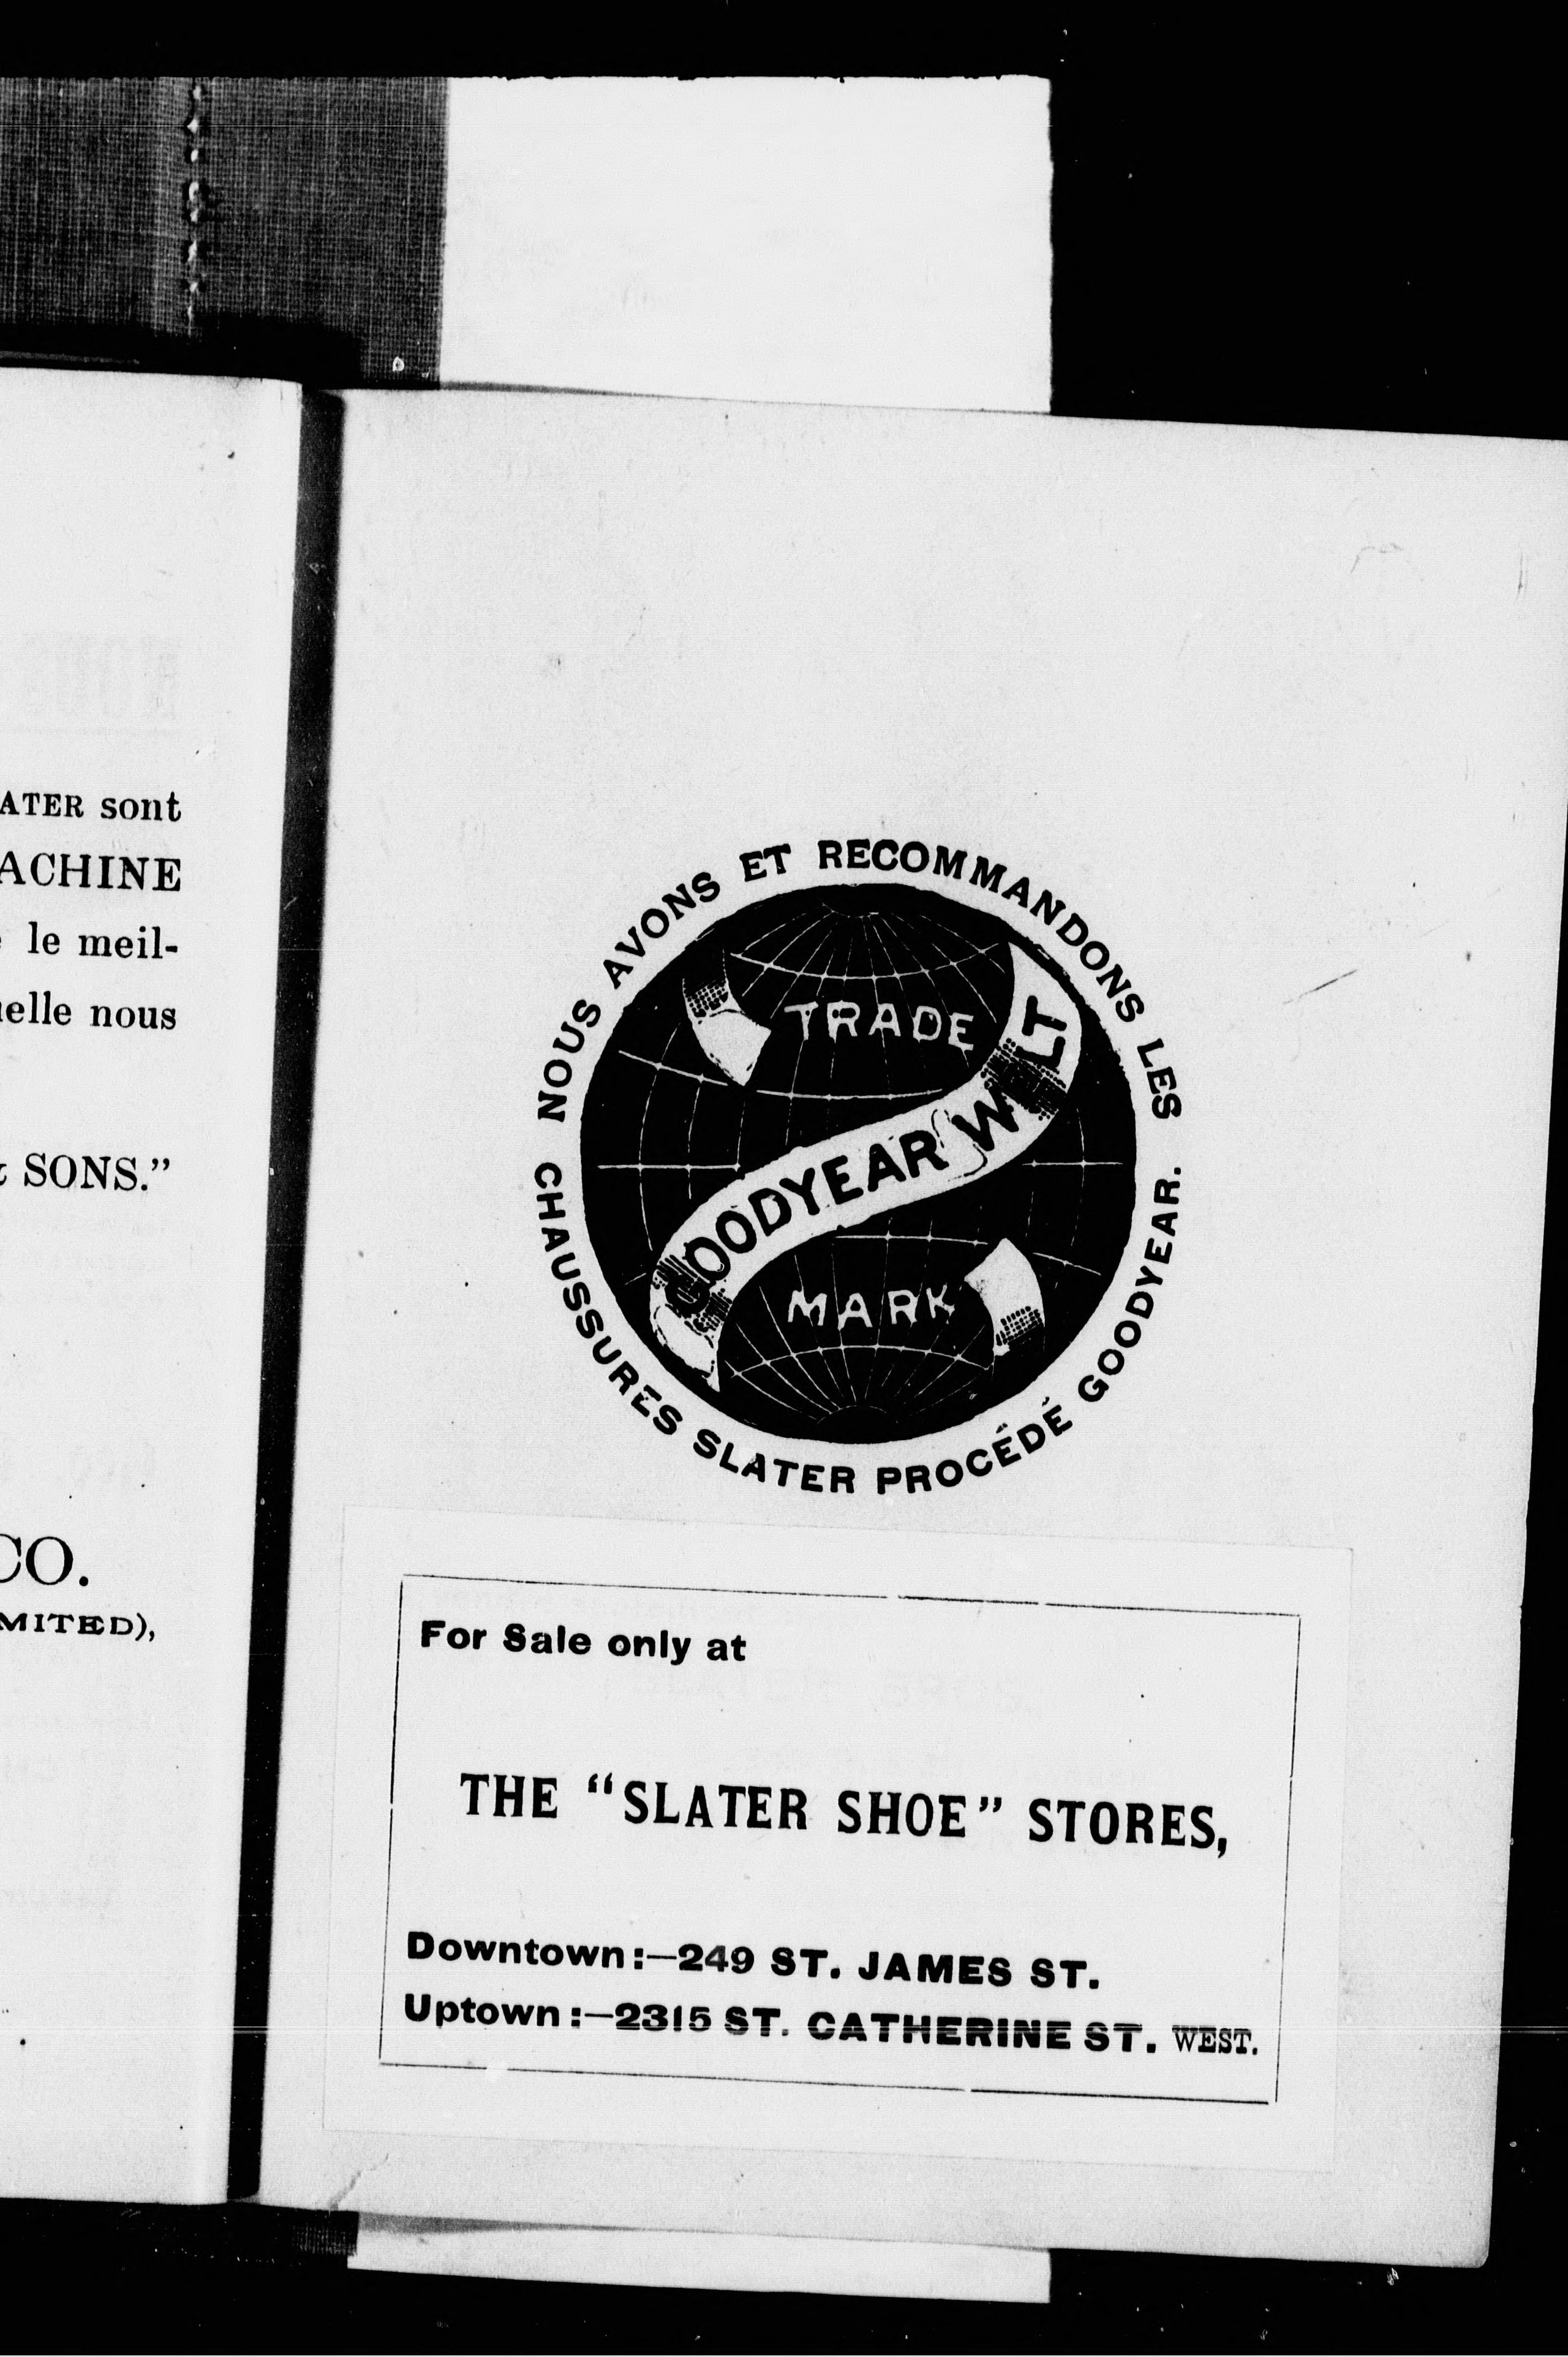 ATER sont
ACHINE
le meil-
elle nous
SONS.”
CO.
MITED),
NOUS AVONS ET RECOMMANDONS LES
CHAUSSURES SLATER PROCÉDÉ GOODYEAR.
TRADE
GOODYEAR WELT
MARK
For Sale only at
THE “SLATER SHOE” STORES,
Downtown:—249 ST. JAMES ST.
Uptown:—2315 ST. CATHERINE ST. WEST.